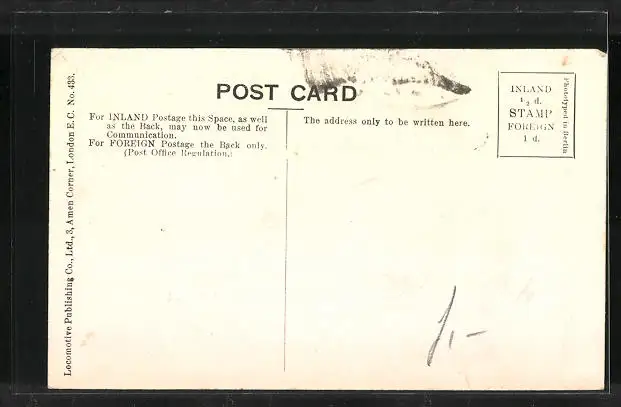 POST CARD
For INLAND Postage this Space, as well
as the Back, may now be used for
Communication.
For FOREIGN Postage the Back only.
(Post Office Regulation.)
The address only to be written here.
INLAND
½ d.
STAMP
FOREIGN
1 d.
Phototyped in Berlin
Locomotive Publishing Co., Ltd., 3, Amen Corner, London E.C. No. 433.